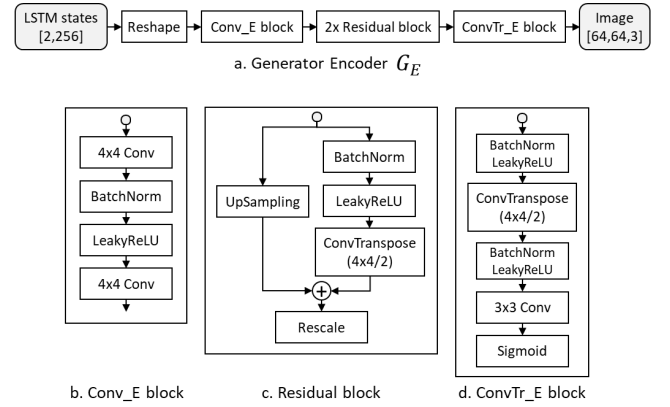 LSTM states
[2,256]
Reshape
Conv_E block
2x Residual block
ConvTr_E block
Image
[64,64,3]
a. Generator Encoder G_E
4x4 Conv
BatchNorm
LeakyReLU
4x4 Conv
b. Conv_E block
UpSampling
BatchNorm
LeakyReLU
ConvTranspose
(4x4/2)
+
Rescale
c. Residual block
BatchNorm
LeakyReLU
ConvTranspose
(4x4/2)
BatchNorm
LeakyReLU
3x3 Conv
Sigmoid
d. ConvTr_E block